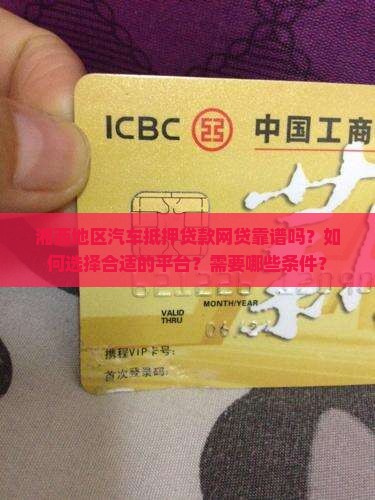 ICBC 中国工商
湘西地区汽车抵押贷款网贷靠谱吗？如
何选择合适的平台？需要哪些条件？
MONTH/YEAR
VALID
THRU
携程VIP卡号:
首次登录码: